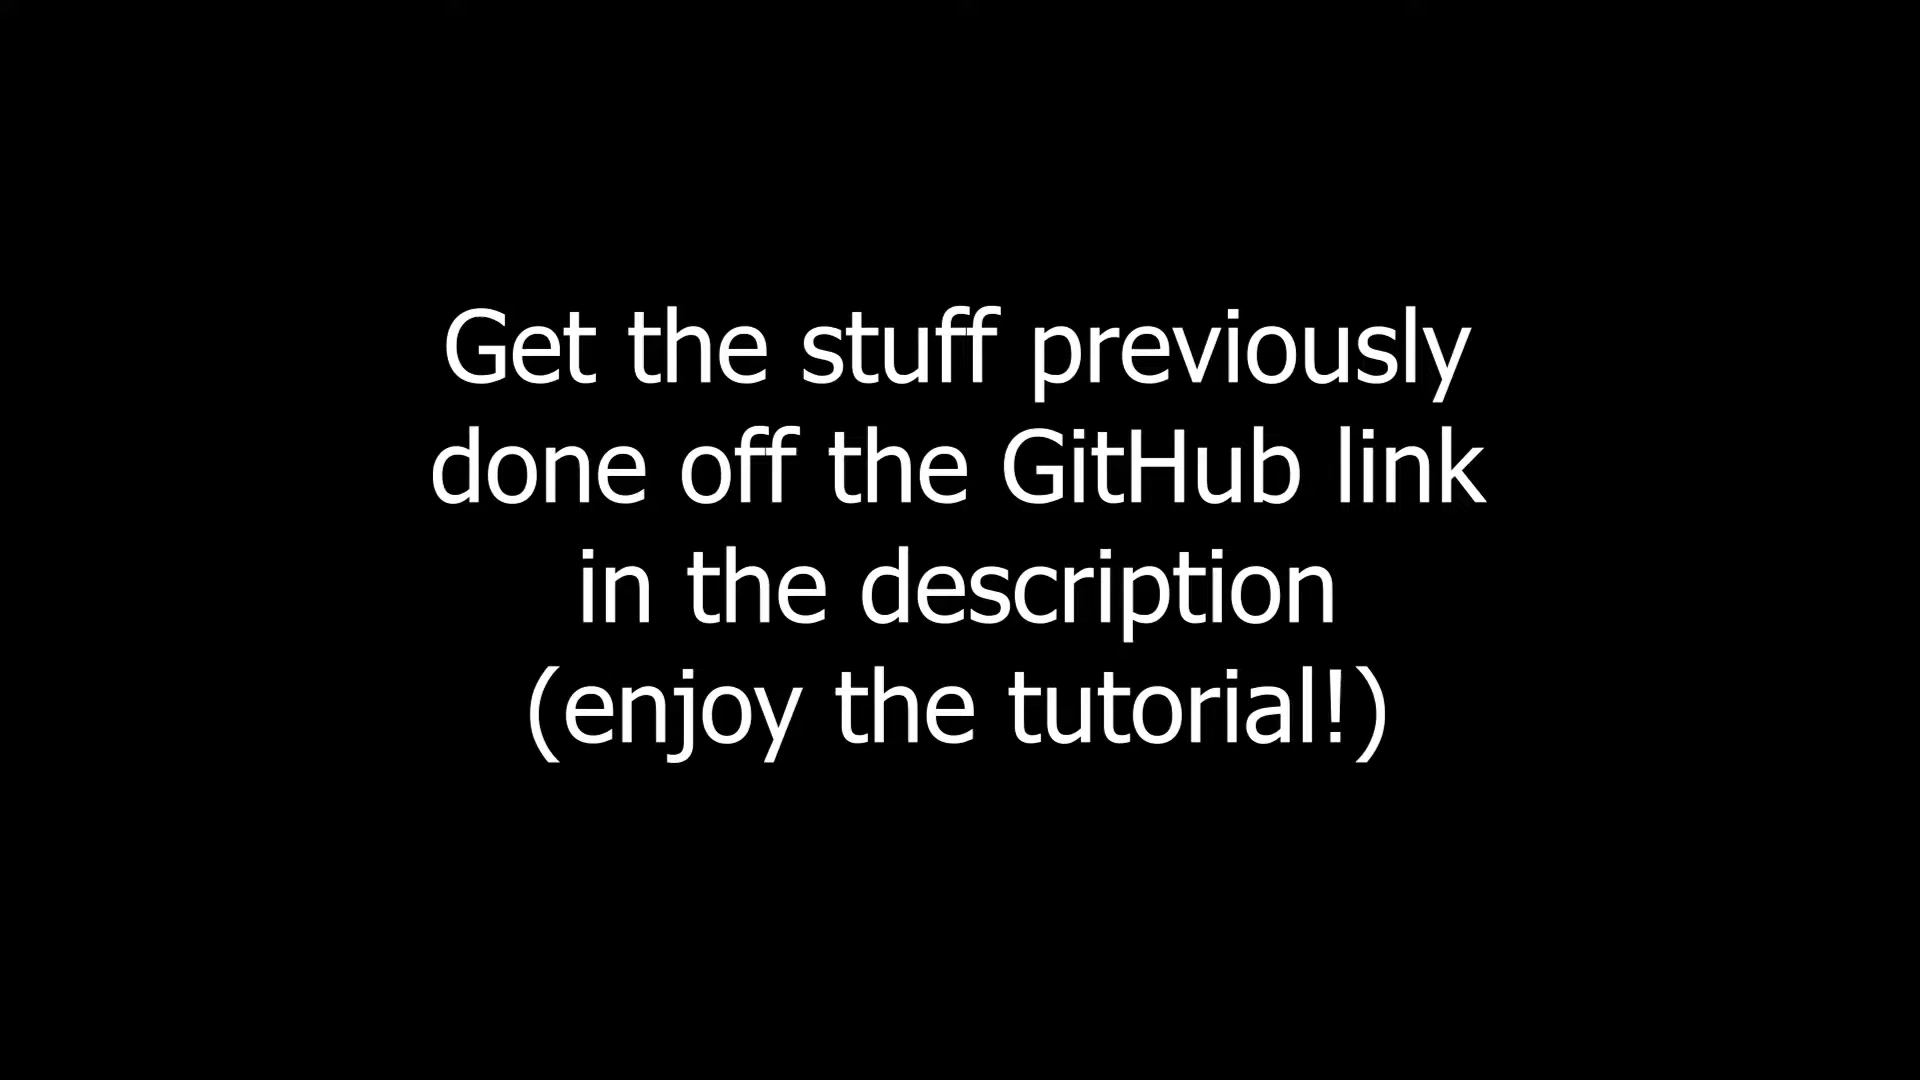 Get the stuff previously
done off the GitHub link
in the description
(enjoy the tutorial!)